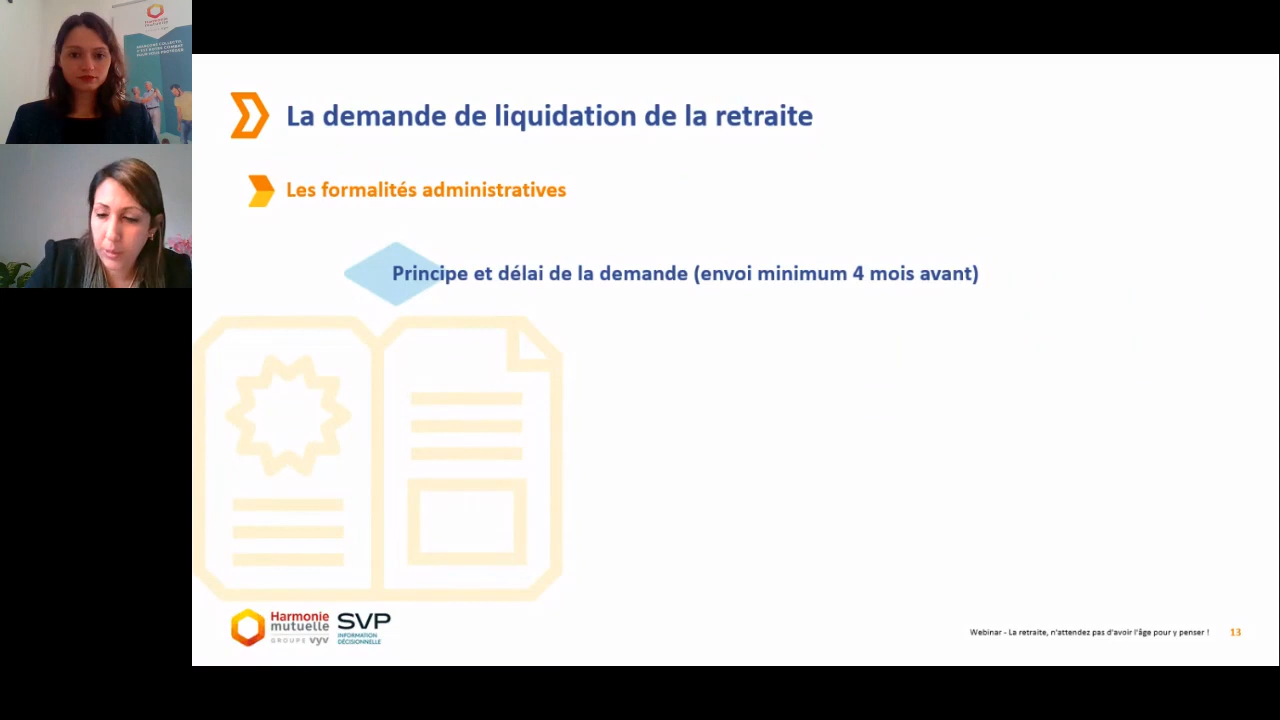 La demande de liquidation de la retraite
Les formalités administratives
Principe et délai de la demande (envoi minimum 4 mois avant)
Harmonie
mutuelle
GROUPE vyv
SVP
INFORMATION
DÉCISIONNELLE
Webinar - La retraite, n'attendez pas d'avoir l'âge pour y penser !
13